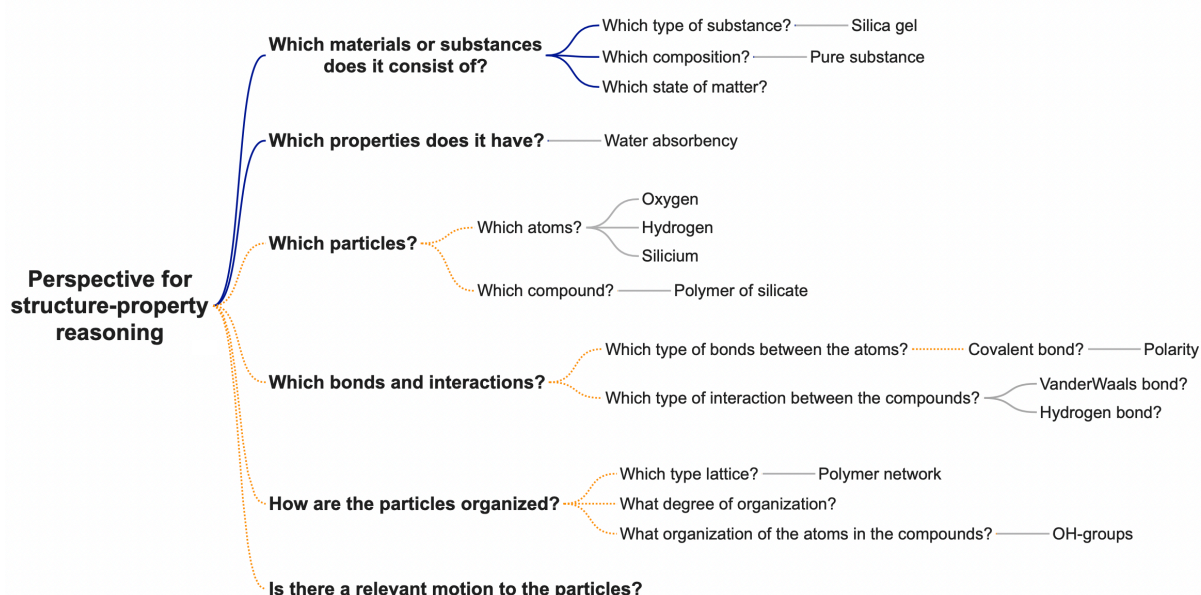 Perspective for
structure-property
reasoning
Which materials or substances
does it consist of?
Which type of substance?
Silica gel
Which composition?
Pure substance
Which state of matter?
Which properties does it have?
Water absorbency
Which particles?
Which atoms?
Oxygen
Hydrogen
Silicium
Which compound?
Polymer of silicate
Which bonds and interactions?
Which type of bonds between the atoms?
Covalent bond?
Polarity
Which type of interaction between the compounds?
VanderWaals bond?
Hydrogen bond?
How are the particles organized?
Which type lattice?
Polymer network
What degree of organization?
What organization of the atoms in the compounds?
OH-groups
Is there a relevant motion to the particles?